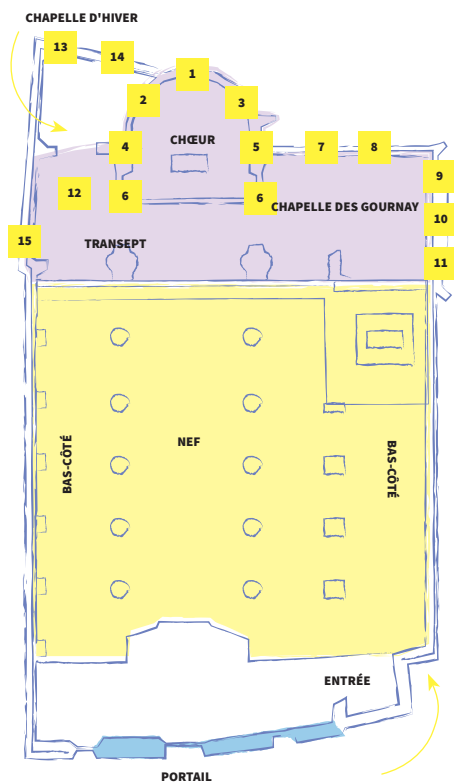 CHAPELLE D'HIVER
13
14
1
2
3
4
CHŒUR
5
7
8
9
12
6
6
CHAPELLE DES GOURNAY
10
15
TRANSEPT
11
BAS-CÔTÉ
NEF
BAS-CÔTÉ
ENTRÉE
PORTAIL